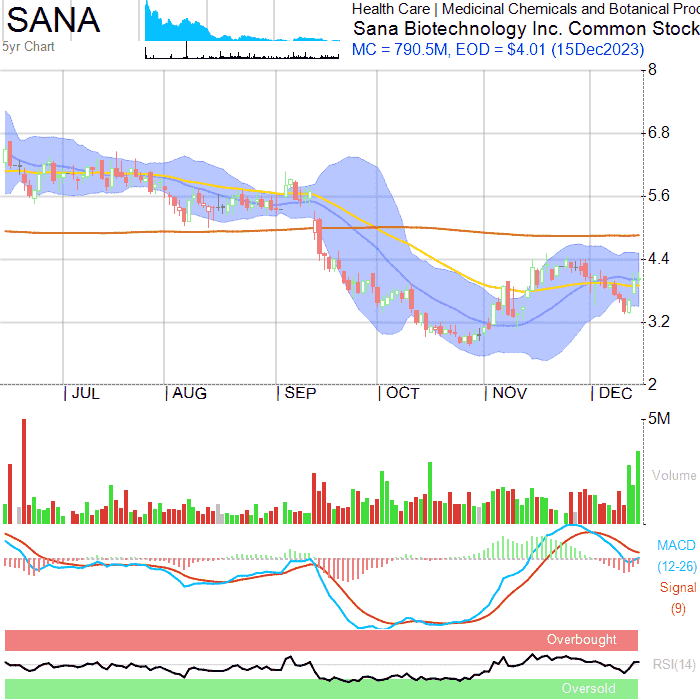 SANA
5yr Chart
Health Care | Medicinal Chemicals and Botanical Proc
Sana Biotechnology Inc. Common Stock
MC = 790.5M, EOD = $4.01 (15Dec2023)
8
6.8
5.6
4.4
3.2
2
JUL AUG SEP OCT NOV DEC
5M
Volume
MACD
(12-26)
Signal
(9)
Overbought
RSI(14)
Oversold